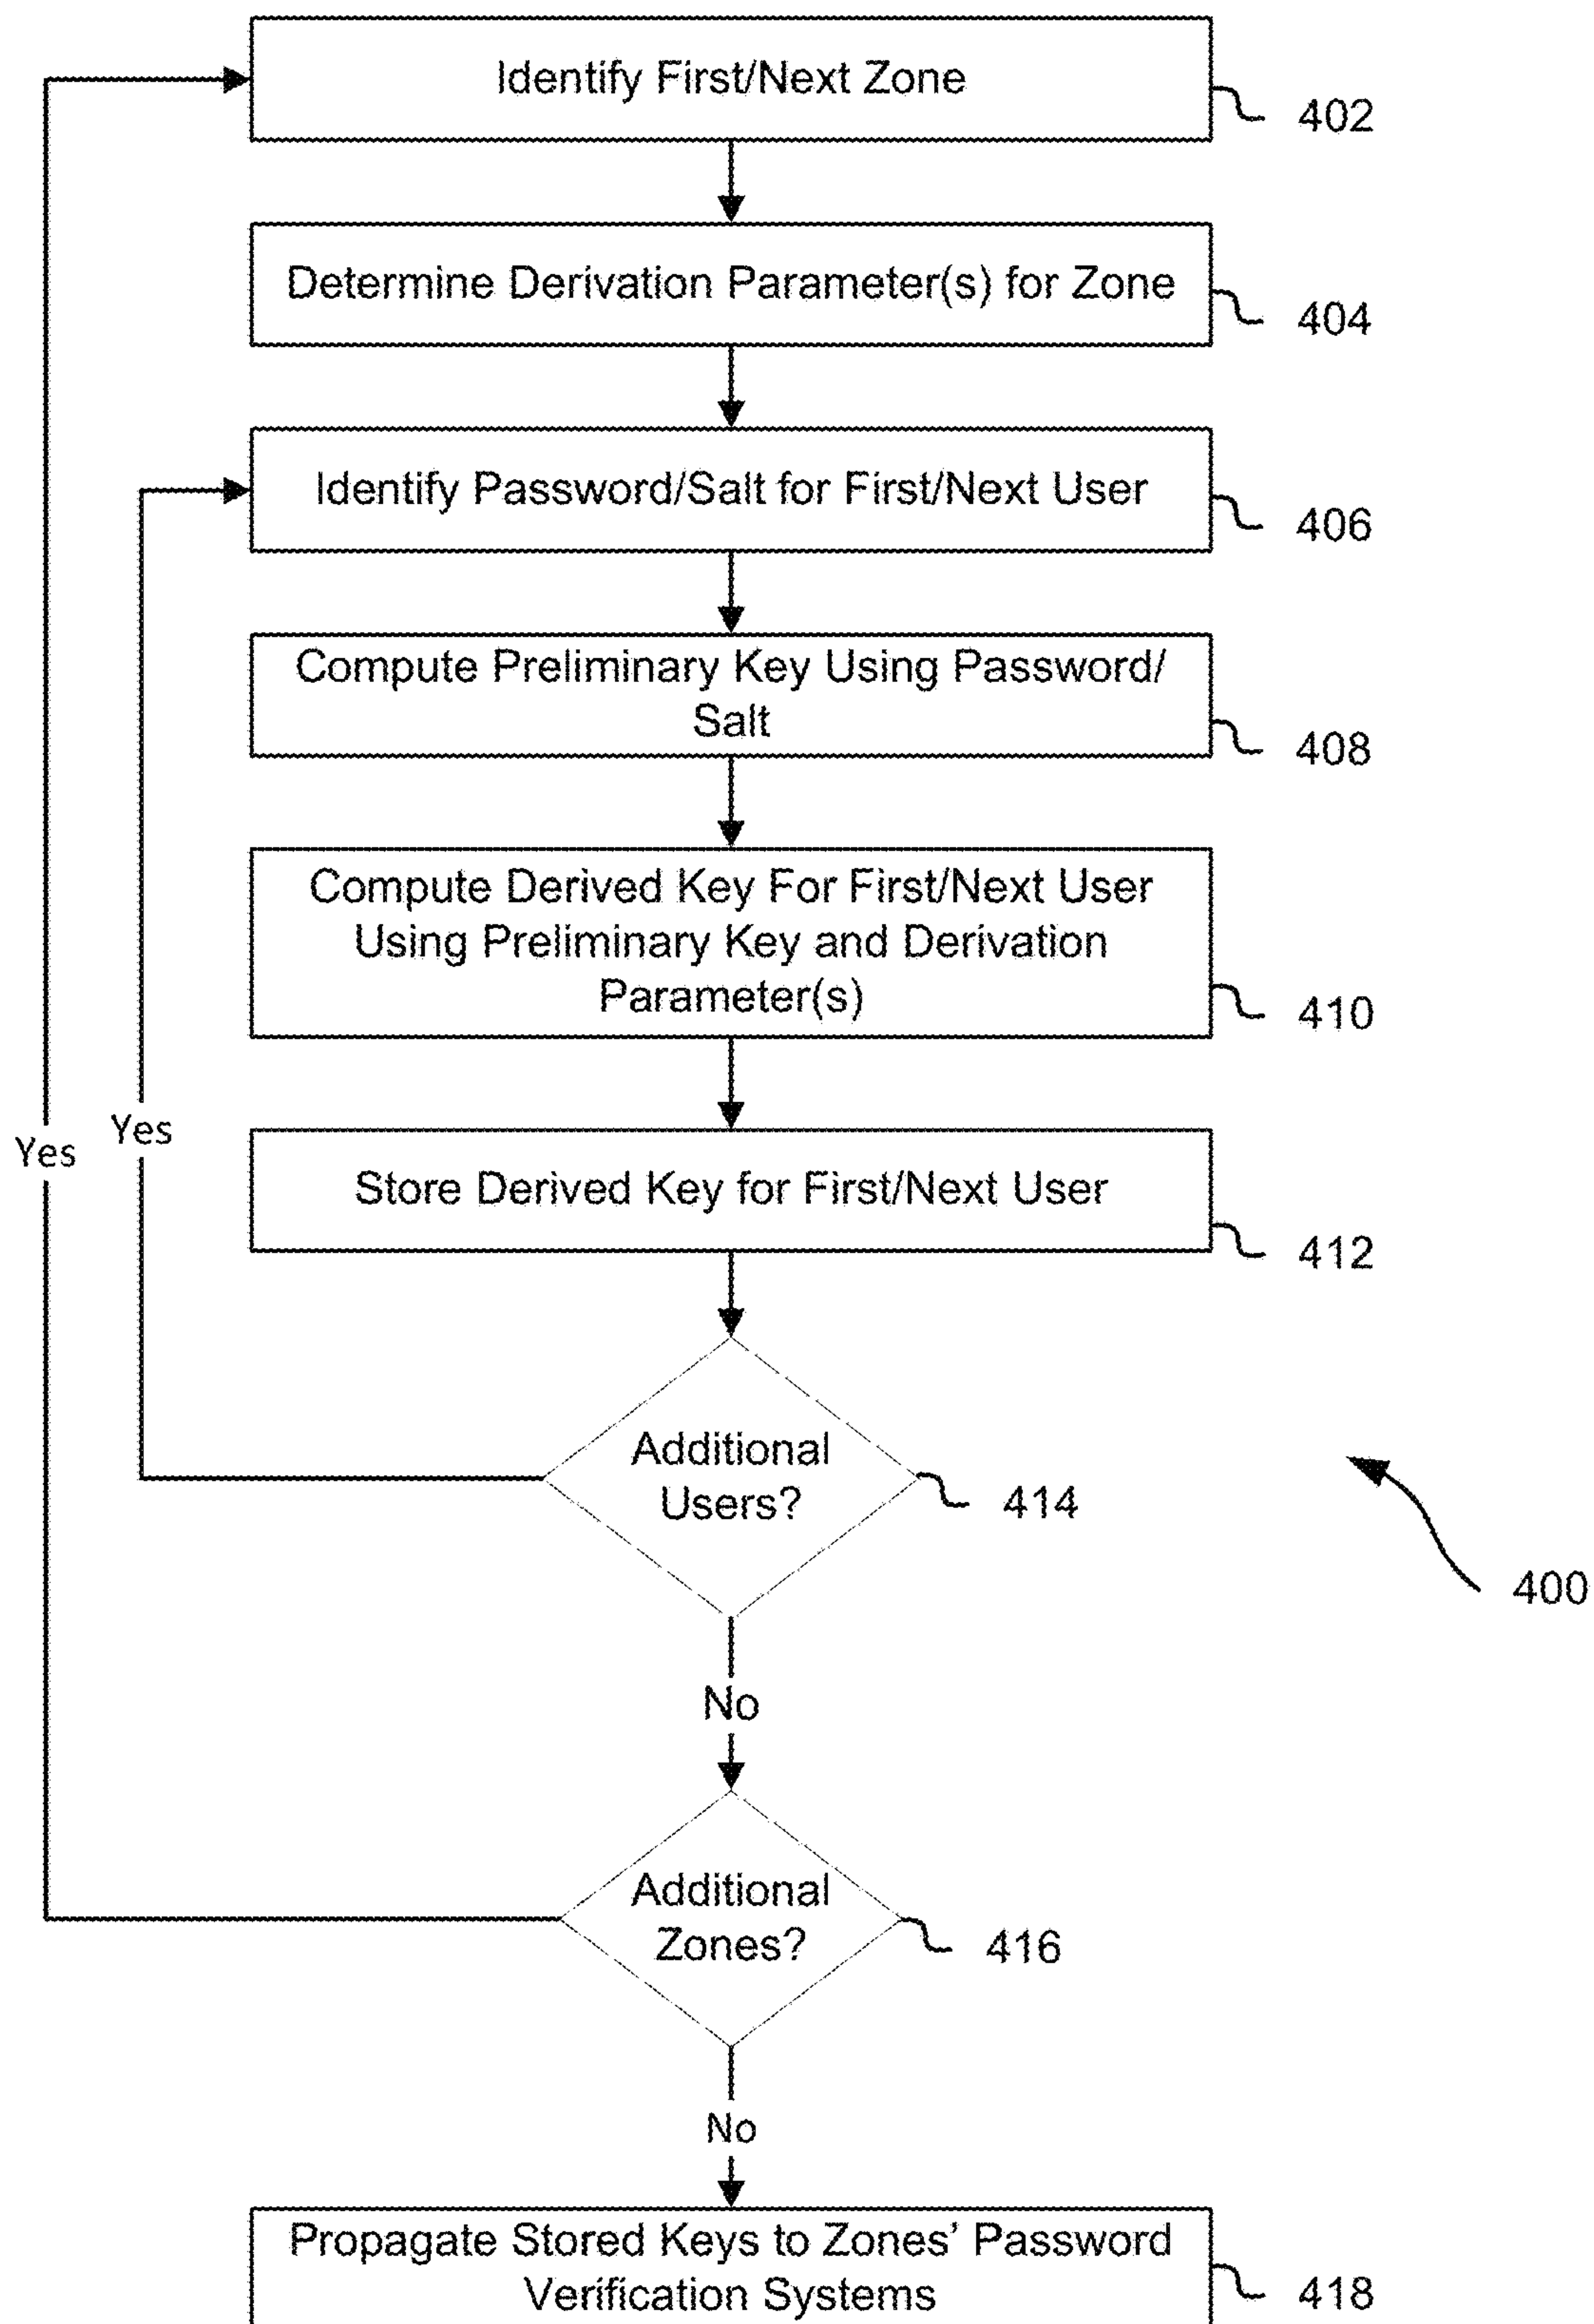 Identify First/Next Zone
402
Determine Derivation Parameter(s) for Zone
404
Identify Password/Salt for First/Next User
406
Compute Preliminary Key Using Password/
Salt
408
Compute Derived Key For First/Next User
Using Preliminary Key and Derivation
Parameter(s)
410
Yes
Yes
Store Derived Key for First/Next User
412
Additional
Users?
414
400
No
Additional
Zones?
416
No
Propagate Stored Keys to Zones' Password
Verification Systems
418